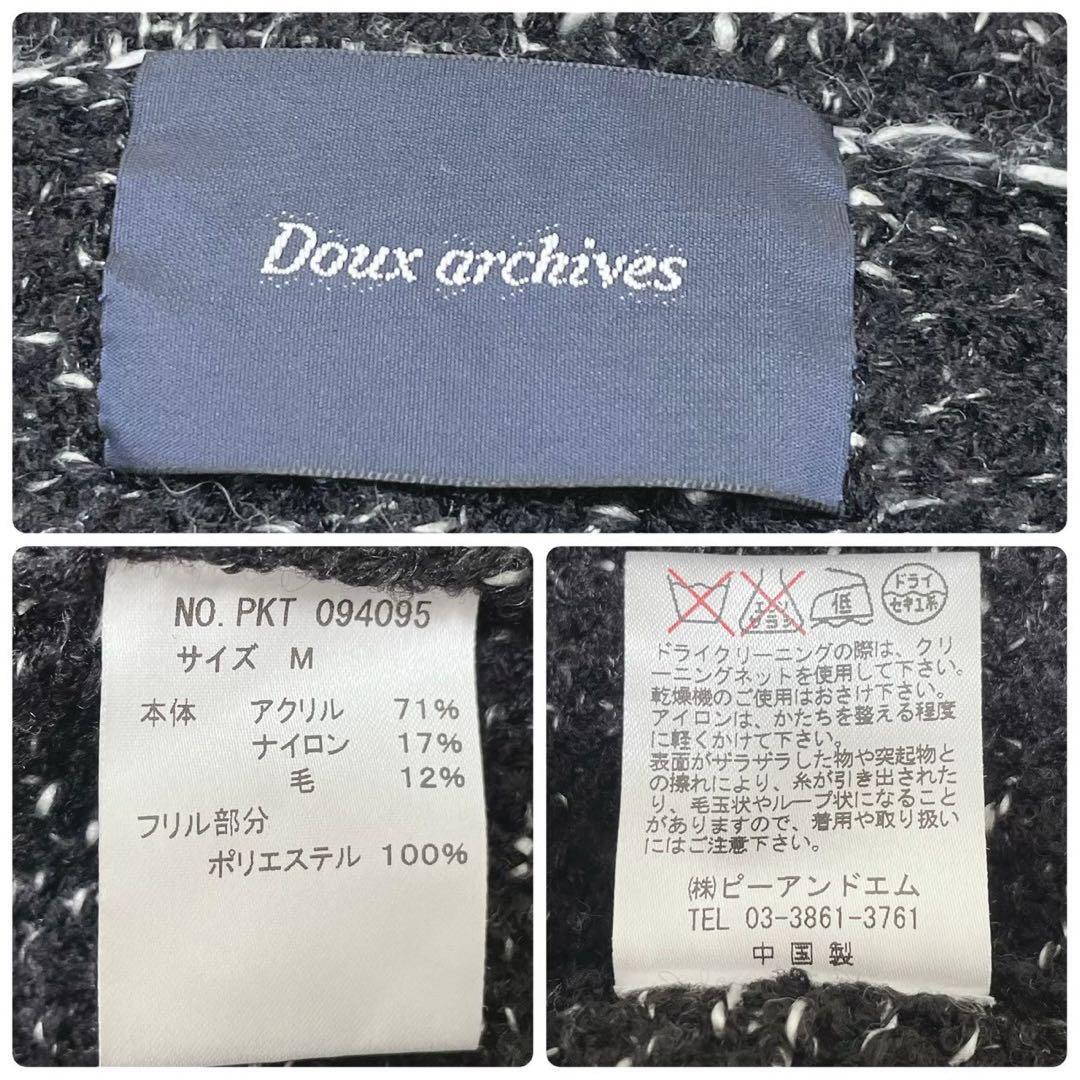 Doux archives
NO. PKT 094095
サイズ M
本体 アクリル 71%
ナイロン 17%
毛 12%
フリル部分
ポリエステル 100%
エンソ
サラシ
低
ドライ
セキユ系
ドライクリーニングの際は、クリ
ーニングネットを使用して下さい。
乾燥機のご使用はおさけ下さい。
アイロンは、かたちを整える程度
に軽くかけて下さい。
表面がザラザラした物や突起物と
の擦れにより、糸が引き出された
り、毛玉状やループ状になること
がありますので、着用や取り扱い
にはご注意下さい。
㈱ピーアンドエム
TEL 03-3861-3761
中国製